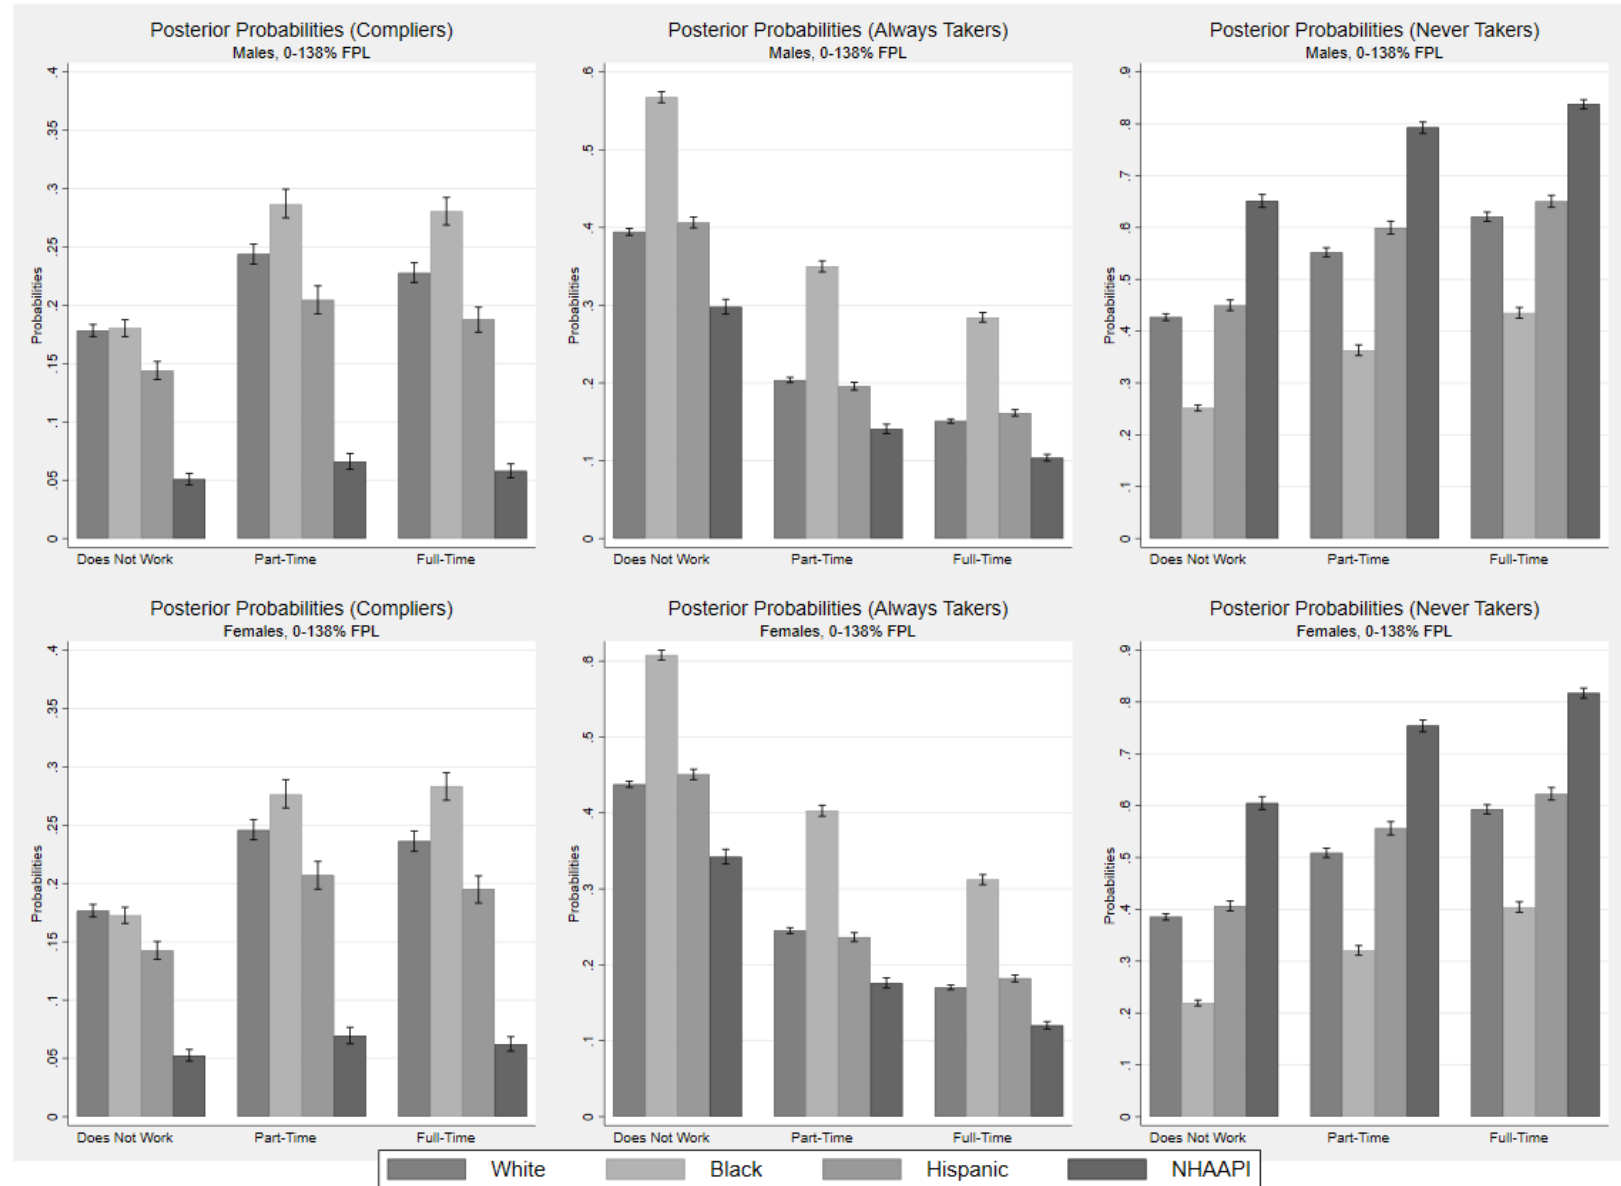 Posterior Probabilities (Compliers)
Males, 0-138% FPL
Probabilities
.4
.35
.3
.25
.2
.15
.1
.05
0
Does Not Work Part-Time Full-Time
Posterior Probabilities (Always Takers)
Males, 0-138% FPL
Probabilities
.6
.5
.4
.3
.2
.1
0
Does Not Work Part-Time Full-Time
Posterior Probabilities (Never Takers)
Males, 0-138% FPL
Probabilities
.9
.8
.7
.6
.5
.4
.3
.2
.1
0
Does Not Work Part-Time Full-Time
Posterior Probabilities (Compliers)
Females, 0-138% FPL
Probabilities
.4
.35
.3
.25
.2
.15
.1
.05
0
Does Not Work Part-Time Full-Time
Posterior Probabilities (Always Takers)
Females, 0-138% FPL
Probabilities
.6
.5
.4
.3
.2
.1
0
Does Not Work Part-Time Full-Time
Posterior Probabilities (Never Takers)
Females, 0-138% FPL
Probabilities
.9
.8
.7
.6
.5
.4
.3
.2
.1
0
Does Not Work Part-Time Full-Time
White Black Hispanic NHAAPI